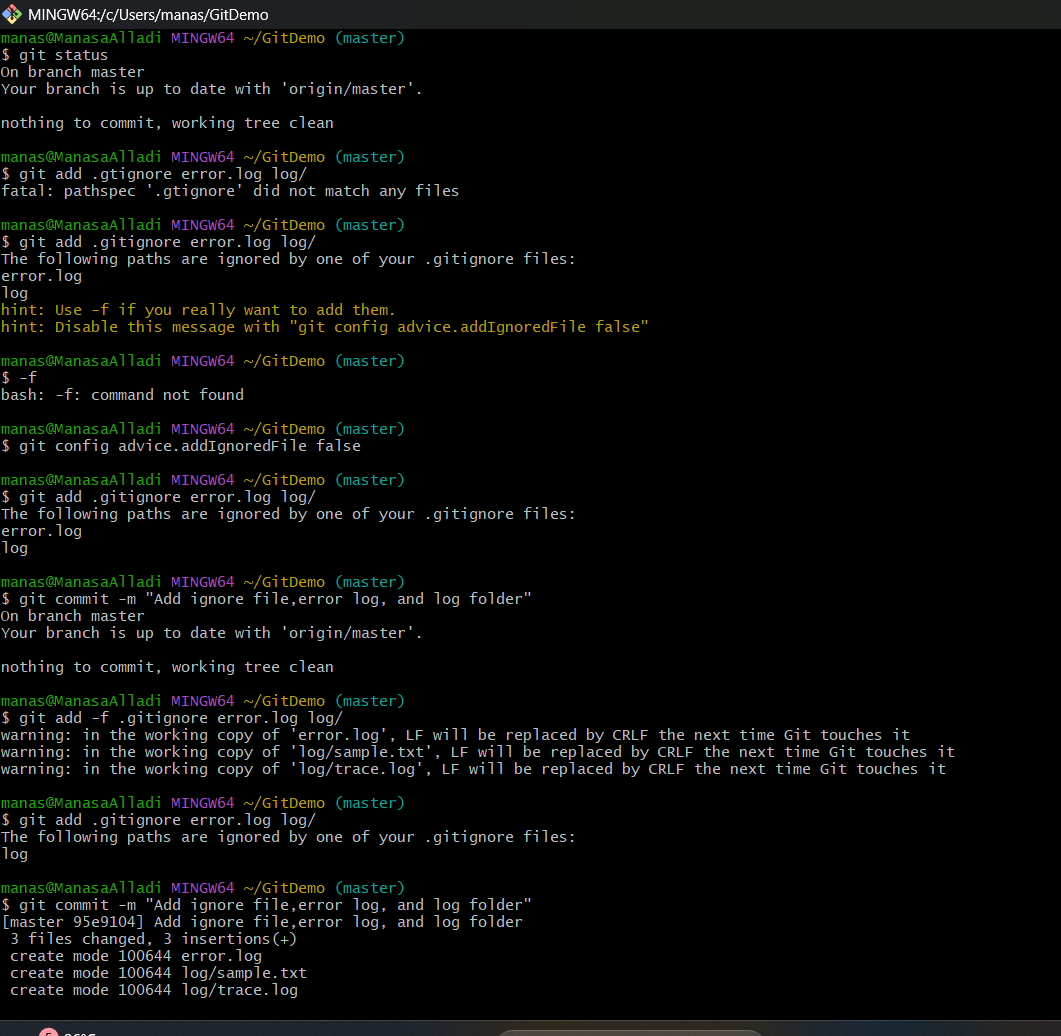 MINGW64:/c/Users/manas/GitDemo
manas@ManasaAlladi MINGW64 ~/GitDemo (master)
$ git status
On branch master
Your branch is up to date with 'origin/master'.
nothing to commit, working tree clean
manas@ManasaAlladi MINGW64 ~/GitDemo (master)
$ git add .gtignore error.log log/
fatal: pathspec '.gtignore' did not match any files
manas@ManasaAlladi MINGW64 ~/GitDemo (master)
$ git add .gitignore error.log log/
The following paths are ignored by one of your .gitignore files:
error.log
log
hint: Use -f if you really want to add them.
hint: Disable this message with "git config advice.addIgnoredFile false"
manas@ManasaAlladi MINGW64 ~/GitDemo (master)
$ -f
bash: -f: command not found
manas@ManasaAlladi MINGW64 ~/GitDemo (master)
$ git config advice.addIgnoredFile false
manas@ManasaAlladi MINGW64 ~/GitDemo (master)
$ git add .gitignore error.log log/
The following paths are ignored by one of your .gitignore files:
error.log
log
manas@ManasaAlladi MINGW64 ~/GitDemo (master)
$ git commit -m "Add ignore file,error log, and log folder"
On branch master
Your branch is up to date with 'origin/master'.
nothing to commit, working tree clean
manas@ManasaAlladi MINGW64 ~/GitDemo (master)
$ git add -f .gitignore error.log log/
warning: in the working copy of 'error.log', LF will be replaced by CRLF the next time Git touches it
warning: in the working copy of 'log/sample.txt', LF will be replaced by CRLF the next time Git touches it
warning: in the working copy of 'log/trace.log', LF will be replaced by CRLF the next time Git touches it
manas@ManasaAlladi MINGW64 ~/GitDemo (master)
$ git add .gitignore error.log log/
The following paths are ignored by one of your .gitignore files:
log
manas@ManasaAlladi MINGW64 ~/GitDemo (master)
$ git commit -m "Add ignore file,error log, and log folder"
[master 95e9104] Add ignore file,error log, and log folder
3 files changed, 3 insertions(+)
create mode 100644 error.log
create mode 100644 log/sample.txt
create mode 100644 log/trace.log